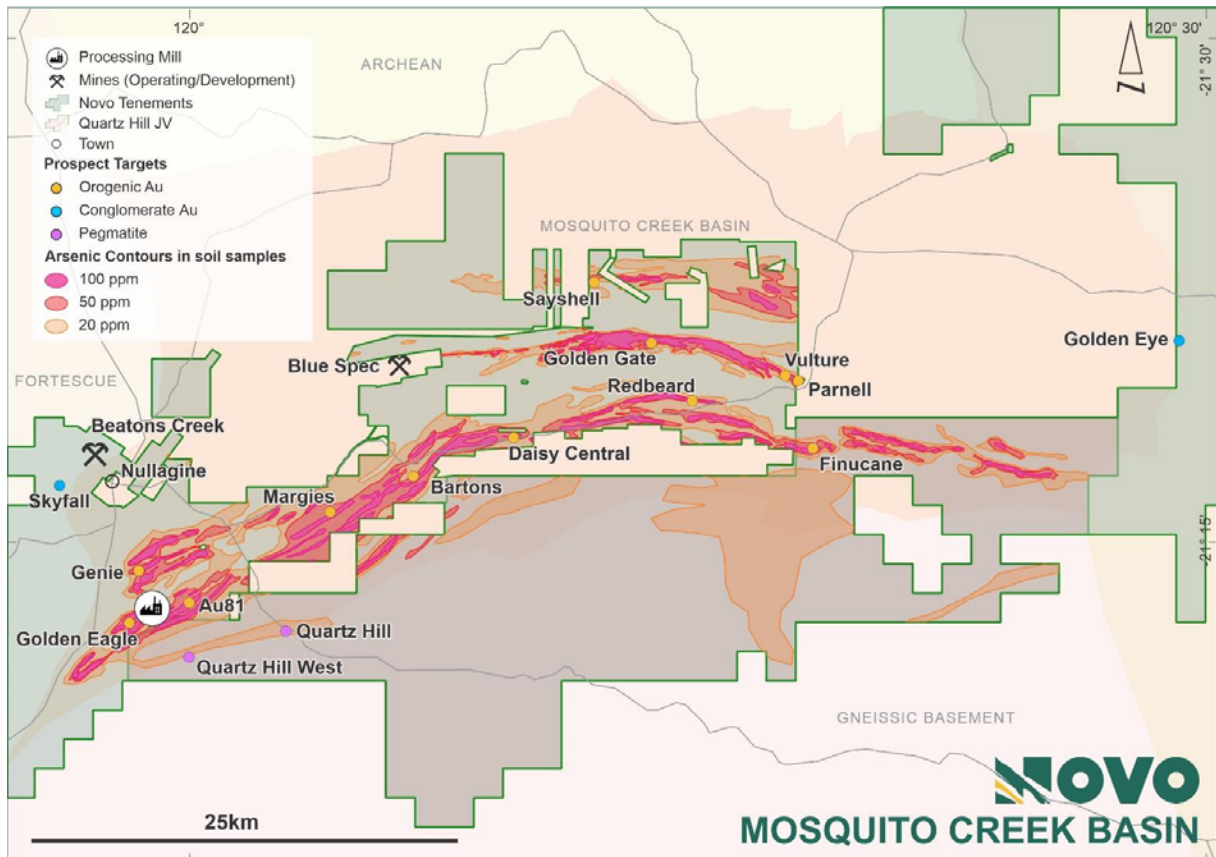 120°
120° 30'
-21° 30'
ARCHEAN
Processing Mill
Mines (Operating/Development)
Novo Tenements
Quartz Hill JV
Town
Prospect Targets
Orogenic Au
Conglomerate Au
Pegmatite
Arsenic Contours in soil samples
100 ppm
50 ppm
20 ppm
N
MOSQUITO CREEK BASIN
Sayshell
Golden Gate
Golden Eye
Blue Spec
Vulture
Parnell
Redbeard
FORTESCUE
Beatons Creek
Nullagine
Skyfall
Daisy Central
Finucane
Bartons
Margies
-21° 15'
Genie
Au81
Golden Eagle
Quartz Hill
Quartz Hill West
GNEISSIC BASEMENT
25km
NOVO
MOSQUITO CREEK BASIN